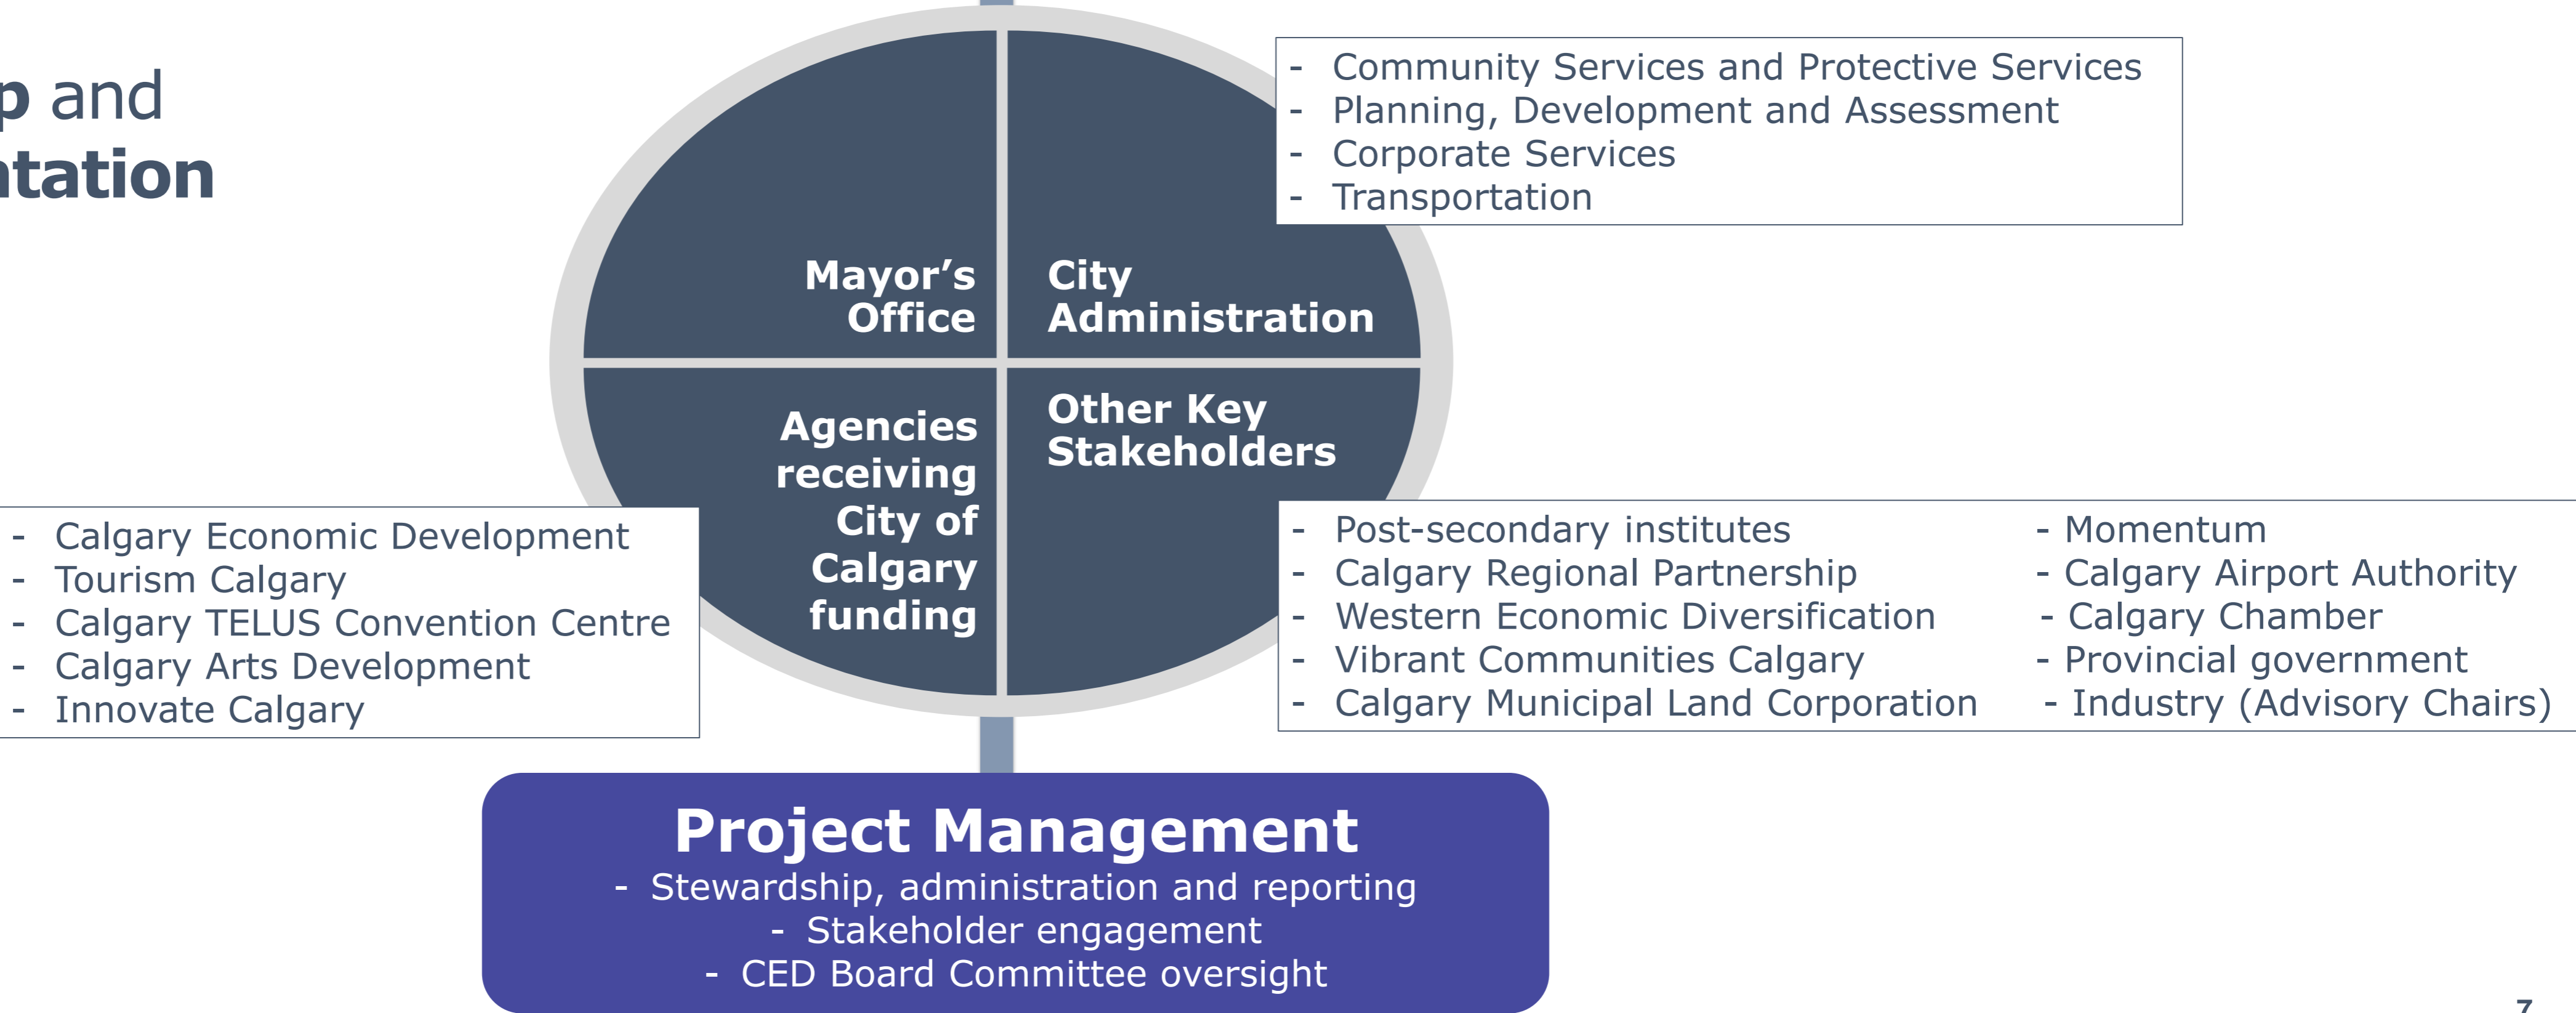 p and
ntation
- Community Services and Protective Services
- Planning, Development and Assessment
- Corporate Services
- Transportation
Mayor’s
Office
City
Administration
Agencies
receiving
City of
Calgary
funding
Other Key
Stakeholders
- Calgary Economic Development
- Tourism Calgary
- Calgary TELUS Convention Centre
- Calgary Arts Development
- Innovate Calgary
- Post-secondary institutes
- Calgary Regional Partnership
- Western Economic Diversification
- Vibrant Communities Calgary
- Calgary Municipal Land Corporation
- Momentum
- Calgary Airport Authority
- Calgary Chamber
- Provincial government
- Industry (Advisory Chairs)
Project Management
- Stewardship, administration and reporting
- Stakeholder engagement
- CED Board Committee oversight
7